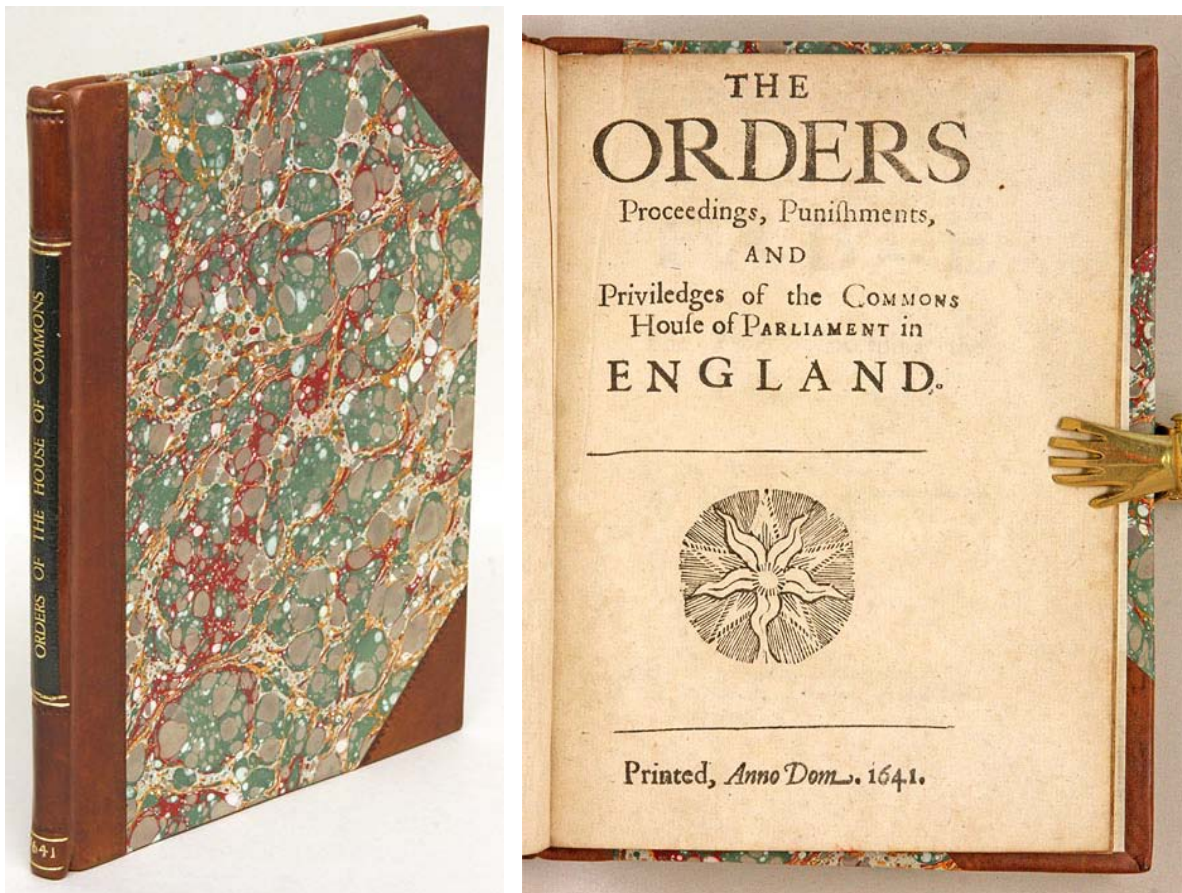 ORDERS OF THE HOUSE OF COMMONS
641
THE
ORDERS
Proceedings, Puniſhments,
AND
Priviledges of the COMMONS
Houſe of PARLIAMENT in
ENGLAND.
Printed, Anno Dom. 1641.